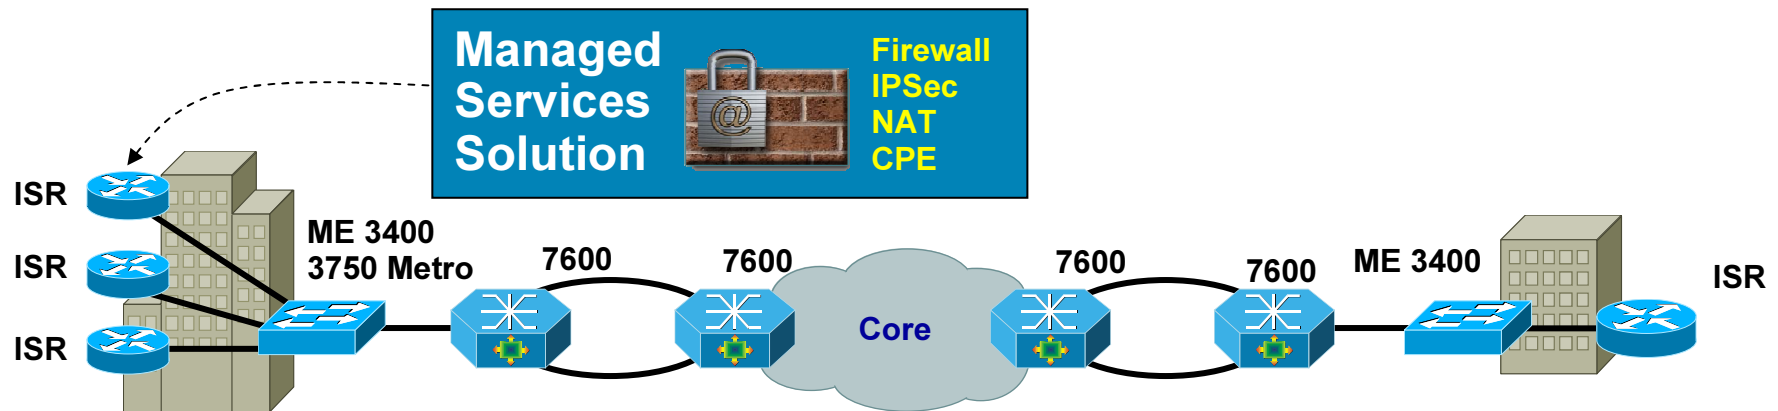 Managed
Services
Solution
@
Firewall
IPSec
NAT
CPE
ISR
ISR
ISR
ME 3400
3750 Metro
7600
7600
Core
7600
7600
ME 3400
ISR